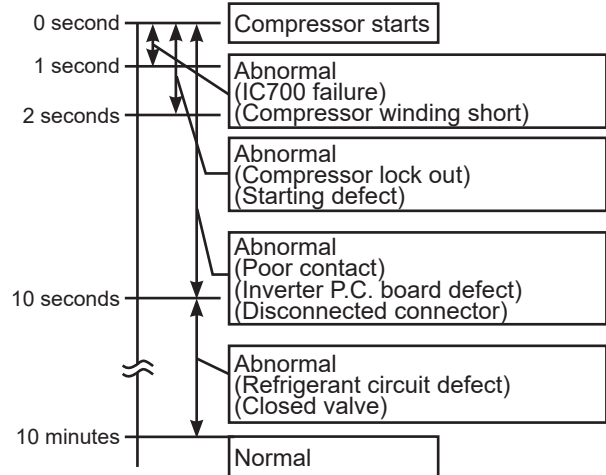 0 second
Compressor starts
1 second
Abnormal
(IC700 failure)
(Compressor winding short)
2 seconds
Abnormal
(Compressor lock out)
(Starting defect)
Abnormal
(Poor contact)
(Inverter P.C. board defect)
(Disconnected connector)
10 seconds
Abnormal
(Refrigerant circuit defect)
(Closed valve)
10 minutes
Normal